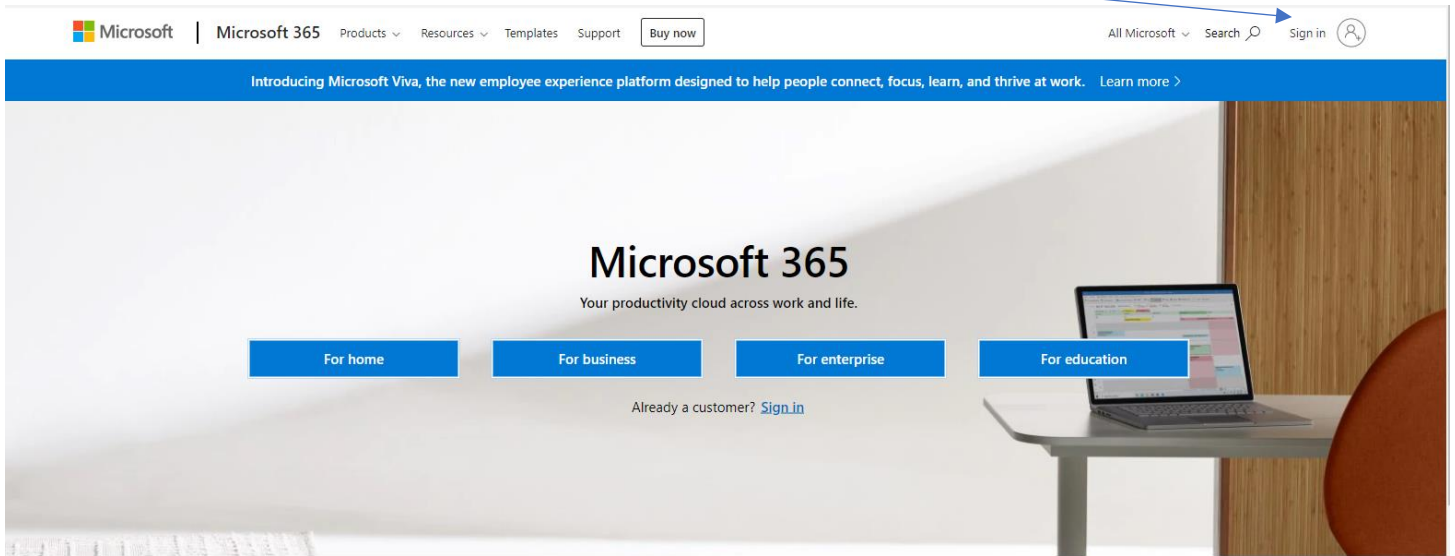 Microsoft Microsoft 365 Products Resources Templates Support Buy now All Microsoft Search Sign in
Introducing Microsoft Viva, the new employee experience platform designed to help people connect, focus, learn, and thrive at work. Learn more >
Microsoft 365
Your productivity cloud across work and life.
For home For business For enterprise For education
Already a customer? Sign in